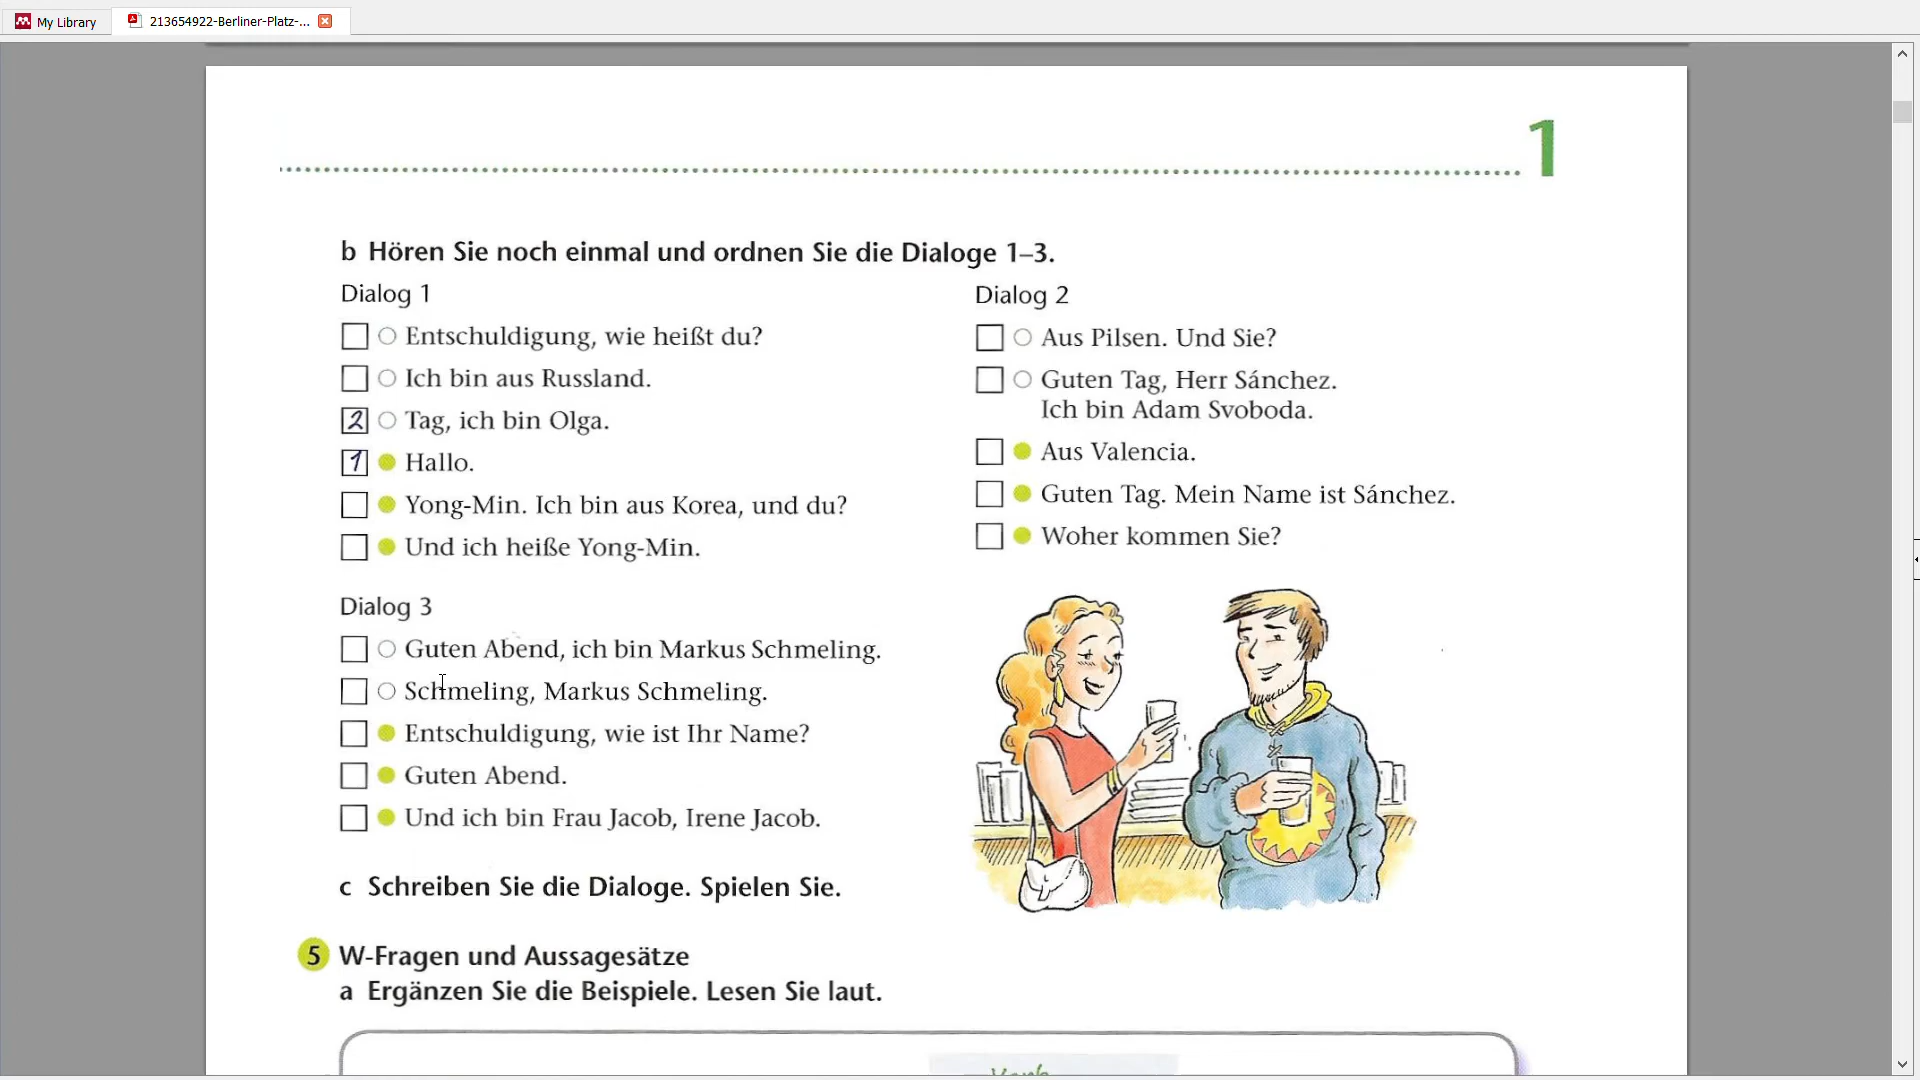 My Library
213654922-Berliner-Platz-...
1
b Hören Sie noch einmal und ordnen Sie die Dialoge 1–3.
Dialog 1
Entschuldigung, wie heißt du?
Ich bin aus Russland.
2 Tag, ich bin Olga.
1 Hallo.
Yong-Min. Ich bin aus Korea, und du?
Und ich heiße Yong-Min.
Dialog 2
Aus Pilsen. Und Sie?
Guten Tag, Herr Sánchez.
Ich bin Adam Svoboda.
Aus Valencia.
Guten Tag. Mein Name ist Sánchez.
Woher kommen Sie?
Dialog 3
Guten Abend, ich bin Markus Schmeling.
Schmeling, Markus Schmeling.
Entschuldigung, wie ist Ihr Name?
Guten Abend.
Und ich bin Frau Jacob, Irene Jacob.
c Schreiben Sie die Dialoge. Spielen Sie.
5 W-Fragen und Aussagesätze
a Ergänzen Sie die Beispiele. Lesen Sie laut.
Verb